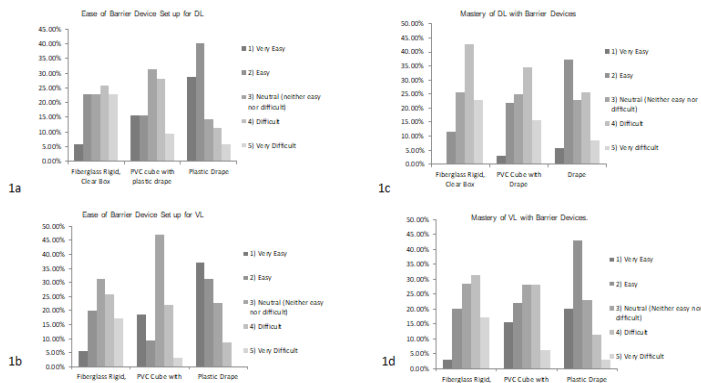 Ease of Barrier Device Set up for DL
45.00%
40.00%
35.00%
30.00%
25.00%
20.00%
15.00%
10.00%
5.00%
0.00%
Fiberglass Rigid,
Clear Box
PVC cube with
plastic drape
Plastic Drape
1) Very Easy
2) Easy
3) Neutral (neither easy
nor difficult)
4) Difficult
5) Very Difficult
1a
Mastery of DL with Barrier Devices
50.00%
45.00%
40.00%
35.00%
30.00%
25.00%
20.00%
15.00%
10.00%
5.00%
0.00%
Fiberglass Rigid,
Clear Box
PVC Cube with
Drape
Drape
1) Very Easy
2) Easy
3) Neutral (Neither easy nor
difficult)
4) Difficult
5) Very difficult
1c
Ease of Barrier Device Set up for VL
50.00%
45.00%
40.00%
35.00%
30.00%
25.00%
20.00%
15.00%
10.00%
5.00%
0.00%
Fiberglass Rigid,
PVC Cube with
Plastic Drape
1) Very Easy
2) Easy
3) Neutral (Neither easy
nor difficult)
4) Difficult
5) Very Difficult
1b
Mastery of VL with Barrier Devices.
50.00%
45.00%
40.00%
35.00%
30.00%
25.00%
20.00%
15.00%
10.00%
5.00%
0.00%
Fiberglass Rigid,
PVC Cube with
Plastic Drape
1) Very Easy
2) Easy
3) Neutral (Neither easy nor
difficult)
4) Difficult
5) Very Difficult
1d